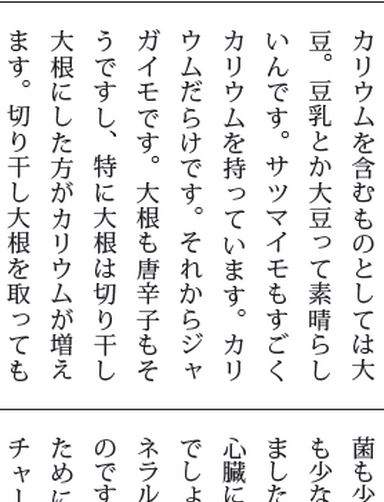 カリウムを含むものとしては大
豆。豆乳とか大豆って素晴らし
いんです。サツマイモもすごく
カリウムを持っています。カリ
ウムだらけです。それからジャ
ガイモです。大根も唐辛子もそ
うですし、特に大根は切り干し
大根にした方がカリウムが増え
ます。切り干し大根を取っても
菌も少
も少な
ました
心臓に
でしょ
ネラル
のです
ために
チャー